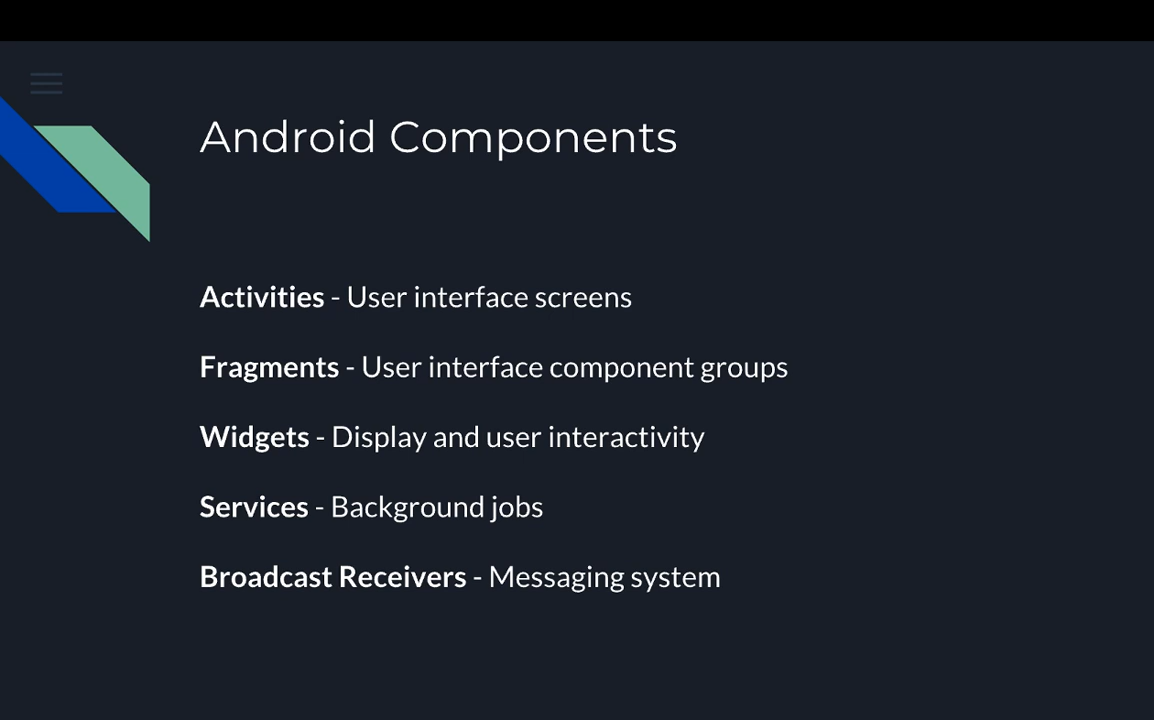 Android Components
Activities - User interface screens
Fragments - User interface component groups
Widgets - Display and user interactivity
Services - Background jobs
Broadcast Receivers - Messaging system